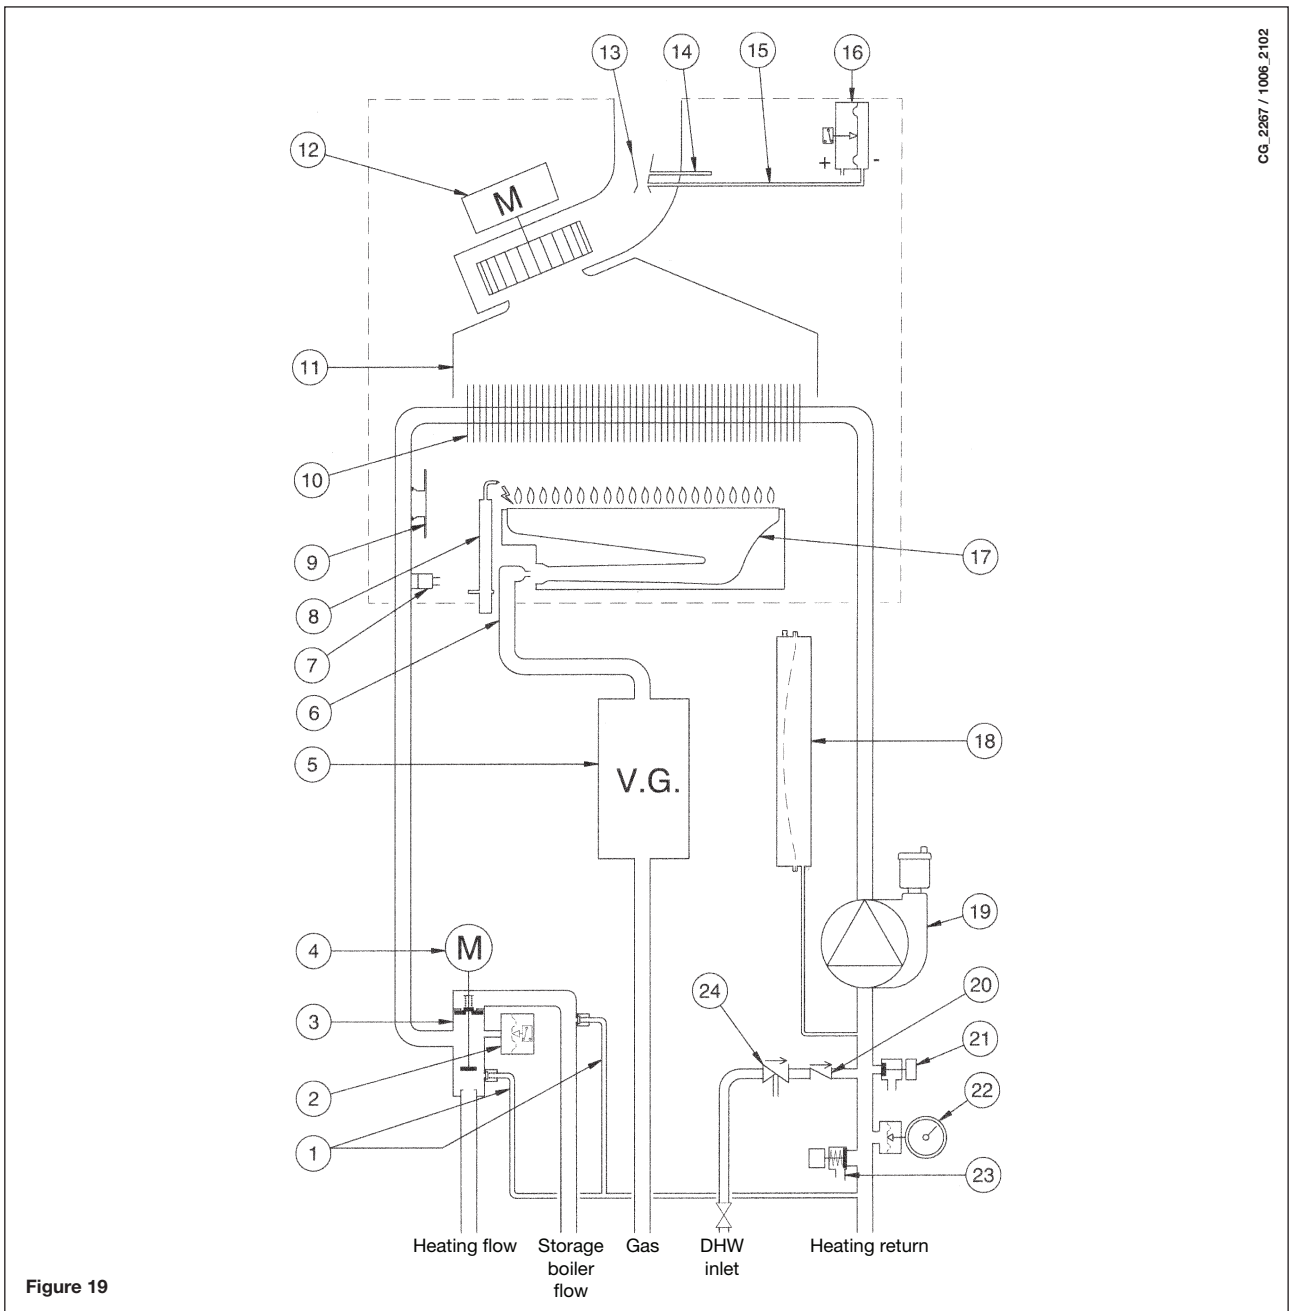 CG_2267 / 1006_2102
13
14
15
16
12
M
+
-
11
10
9
8
17
7
6
18
5
V.G.
19
4
M
24
20
3
21
2
22
1
23
Heating flow
Storage
boiler
flow
Gas
DHW
inlet
Heating return
Figure 19